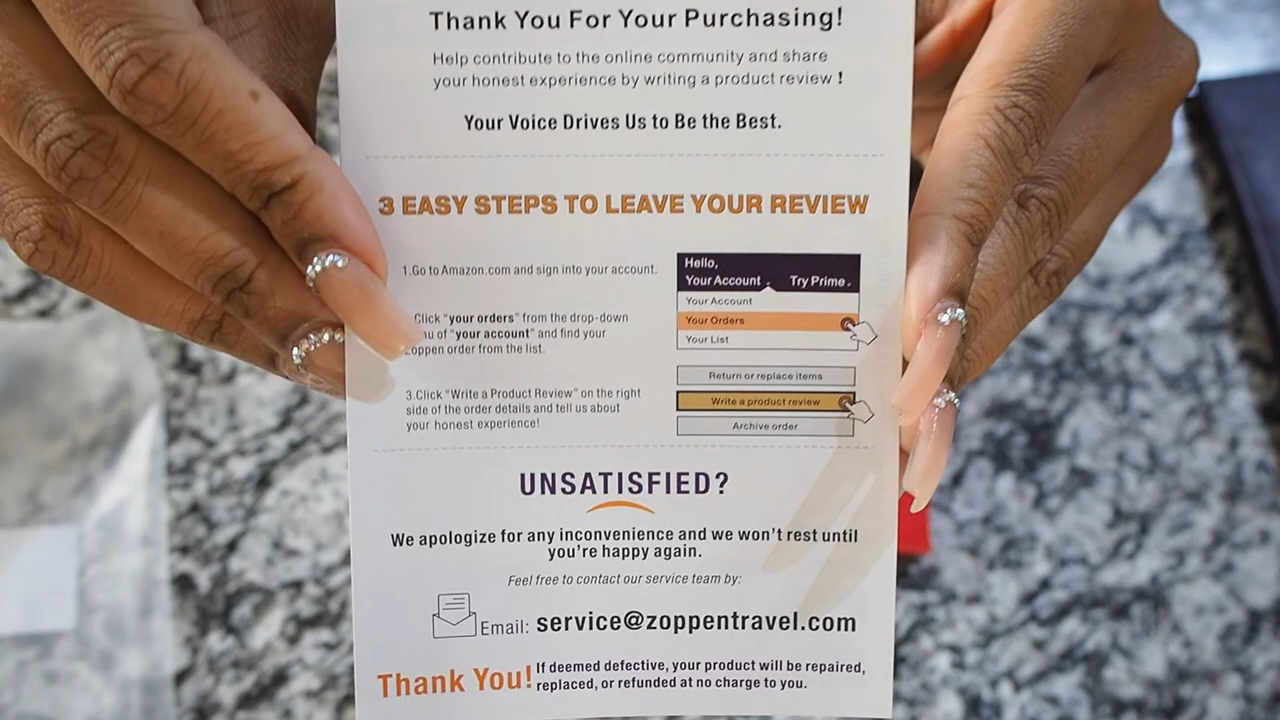 Thank You For Your Purchasing!
Help contribute to the online community and share
your honest experience by writing a product review !
Your Voice Drives Us to Be the Best.
3 EASY STEPS TO LEAVE YOUR REVIEW
1.Go to Amazon.com and sign into your account.
Click “your orders” from the drop-down
of “your account” and find your
oppen order from the list.
3.Click “Write a Product Review” on the right
side of the order details and tell us about
your honest experience!
Hello,
Your Account Try Prime
Your Account
Your Orders
Your List
Return or replace items
Write a product review
Archive order
UNSATISFIED?
We apologize for any inconvenience and we won’t rest until
you’re happy again.
Feel free to contact our service team by:
Email: service@zoppentravel.com
Thank You!
If deemed defective, your product will be repaired,
replaced, or refunded at no charge to you.